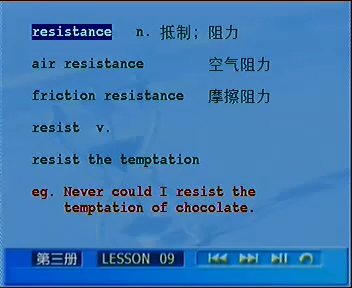 resistance n. 抵制；阻力
air resistance 空气阻力
friction resistance 摩擦阻力
resist v.
resist the temptation
eg. Never could I resist the
temptation of chocolate.
第三册 LESSON 09